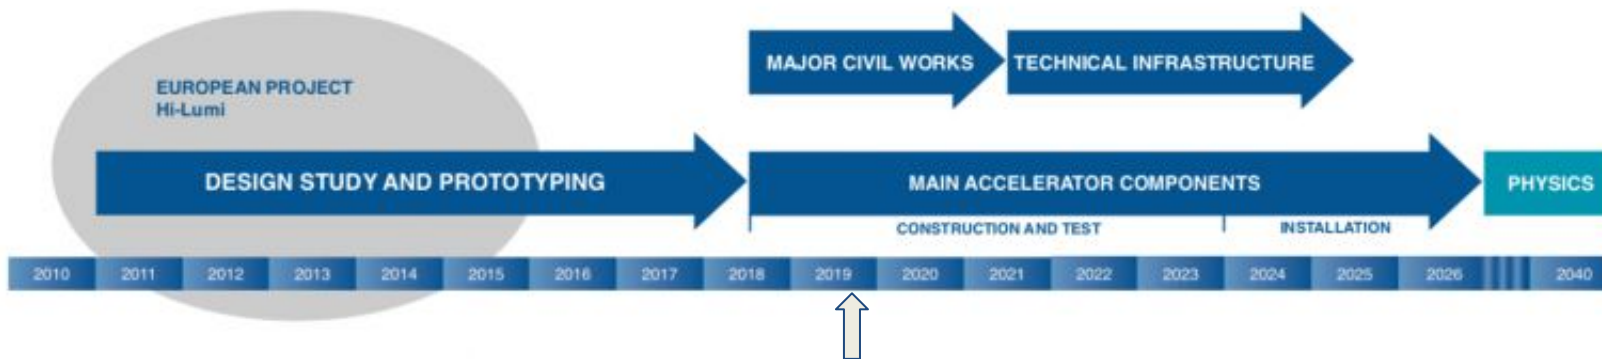 MAJOR CIVIL WORKS
TECHNICAL INFRASTRUCTURE
EUROPEAN PROJECT
Hi-Lumi
DESIGN STUDY AND PROTOTYPING
MAIN ACCELERATOR COMPONENTS
PHYSICS
CONSTRUCTION AND TEST
INSTALLATION
2010 2011 2012 2013 2014 2015 2016 2017 2018 2019 2020 2021 2022 2023 2024 2025 2026 2040